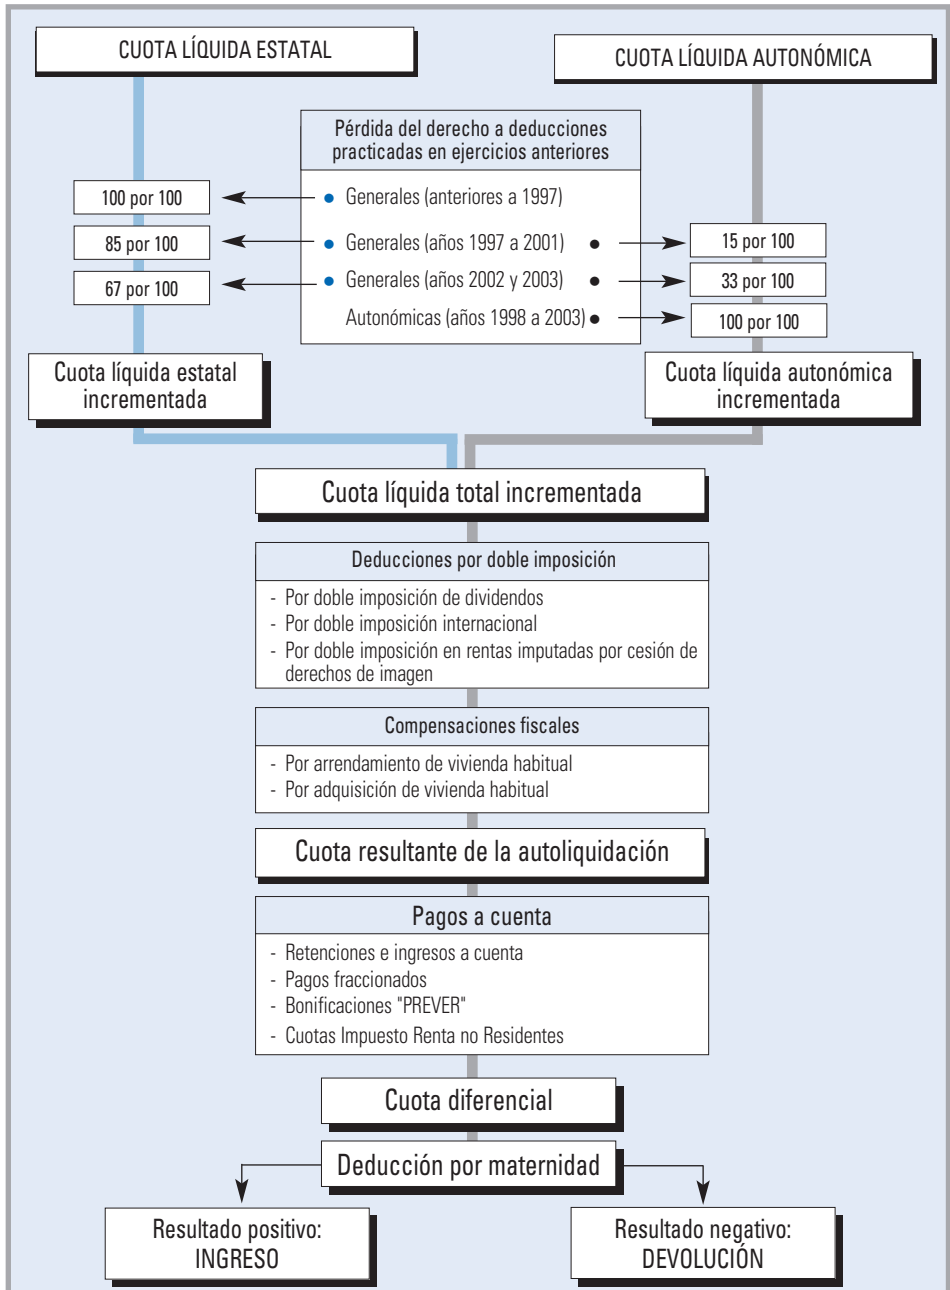 CUOTA LÍQUIDA ESTATAL
CUOTA LÍQUIDA AUTONÓMICA
Pérdida del derecho a deducciones
practicadas en ejercicios anteriores
100 por 100
● Generales (anteriores a 1997)
85 por 100
● Generales (años 1997 a 2001) ●
15 por 100
67 por 100
● Generales (años 2002 y 2003) ●
33 por 100
Autonómicas (años 1998 a 2003) ●
100 por 100
Cuota líquida estatal
incrementada
Cuota líquida autonómica
incrementada
Cuota líquida total incrementada
Deducciones por doble imposición
- Por doble imposición de dividendos
- Por doble imposición internacional
- Por doble imposición en rentas imputadas por cesión de
derechos de imagen
Compensaciones fiscales
- Por arrendamiento de vivienda habitual
- Por adquisición de vivienda habitual
Cuota resultante de la autoliquidación
Pagos a cuenta
- Retenciones e ingresos a cuenta
- Pagos fraccionados
- Bonificaciones "PREVER"
- Cuotas Impuesto Renta no Residentes
Cuota diferencial
Deducción por maternidad
Resultado positivo:
INGRESO
Resultado negativo:
DEVOLUCIÓN